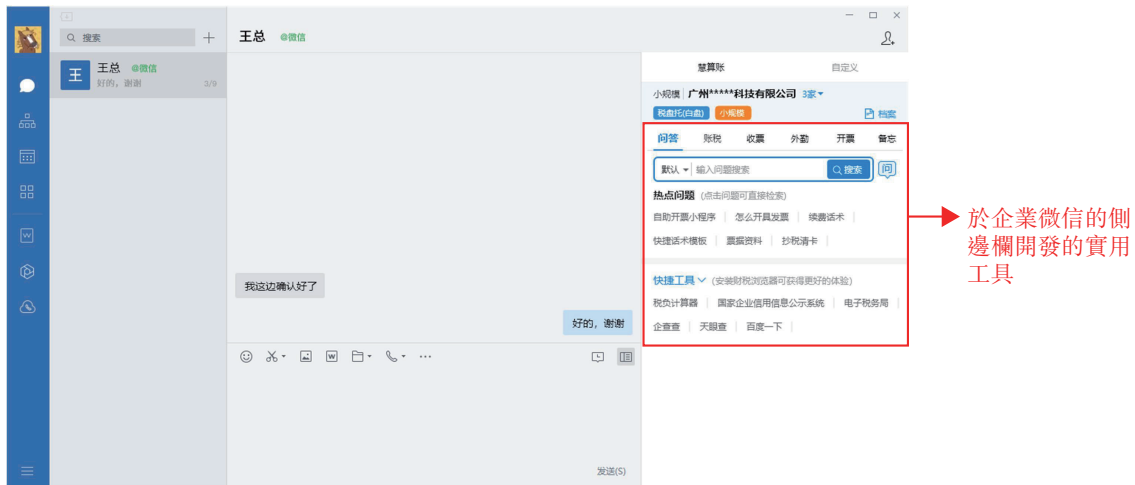 搜索
王
王总 @微信
好的，谢谢 3/9
王总 @微信
我这边确认好了
好的，谢谢
发送(S)
慧算账 自定义
小规模 广州*****科技有限公司 3家
税盘托(白盘) 小规模 档案
问答 账税 收票 外勤 开票 备忘
默认 输入问题搜索 搜索 问
热点问题 (点击问题可直接检索)
自助开票小程序 怎么开具发票 续费话术
快捷话术模板 票据资料 抄税清卡
快捷工具 (安装财税浏览器可获得更好的体验)
税负计算器 国家企业信用信息公示系统 电子税务局
企查查 天眼查 百度一下
於企業微信的側
邊欄開發的實用
工具